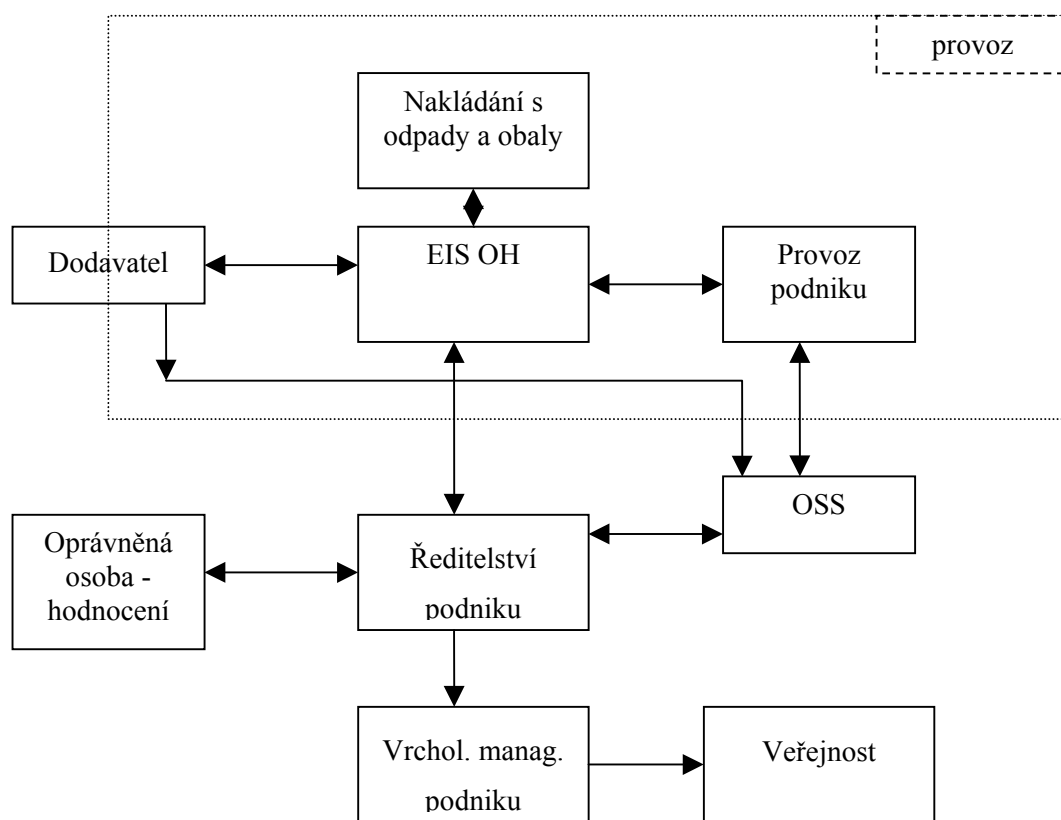 provoz
Nakládání s
odpady a obaly
Dodavatel
EIS OH
Provoz
podniku
OSS
Oprávněná
osoba -
hodnocení
Ředitelství
podniku
Vrchol. manag.
podniku
Veřejnost